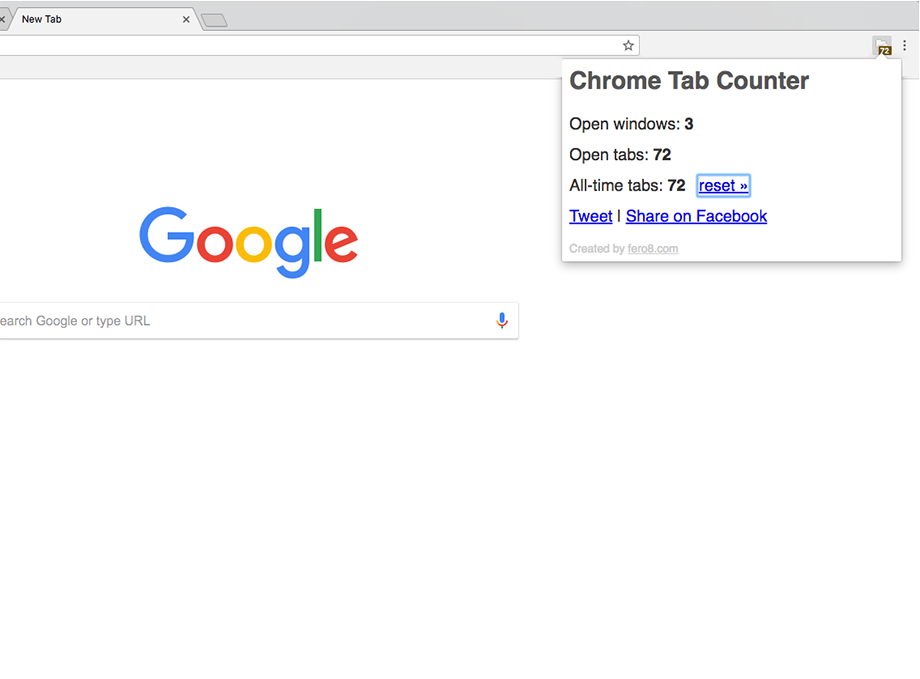 New Tab
72
Chrome Tab Counter
Open windows: 3
Open tabs: 72
All-time tabs: 72 reset »
Tweet | Share on Facebook
Created by fero8.com
Google
earch Google or type URL